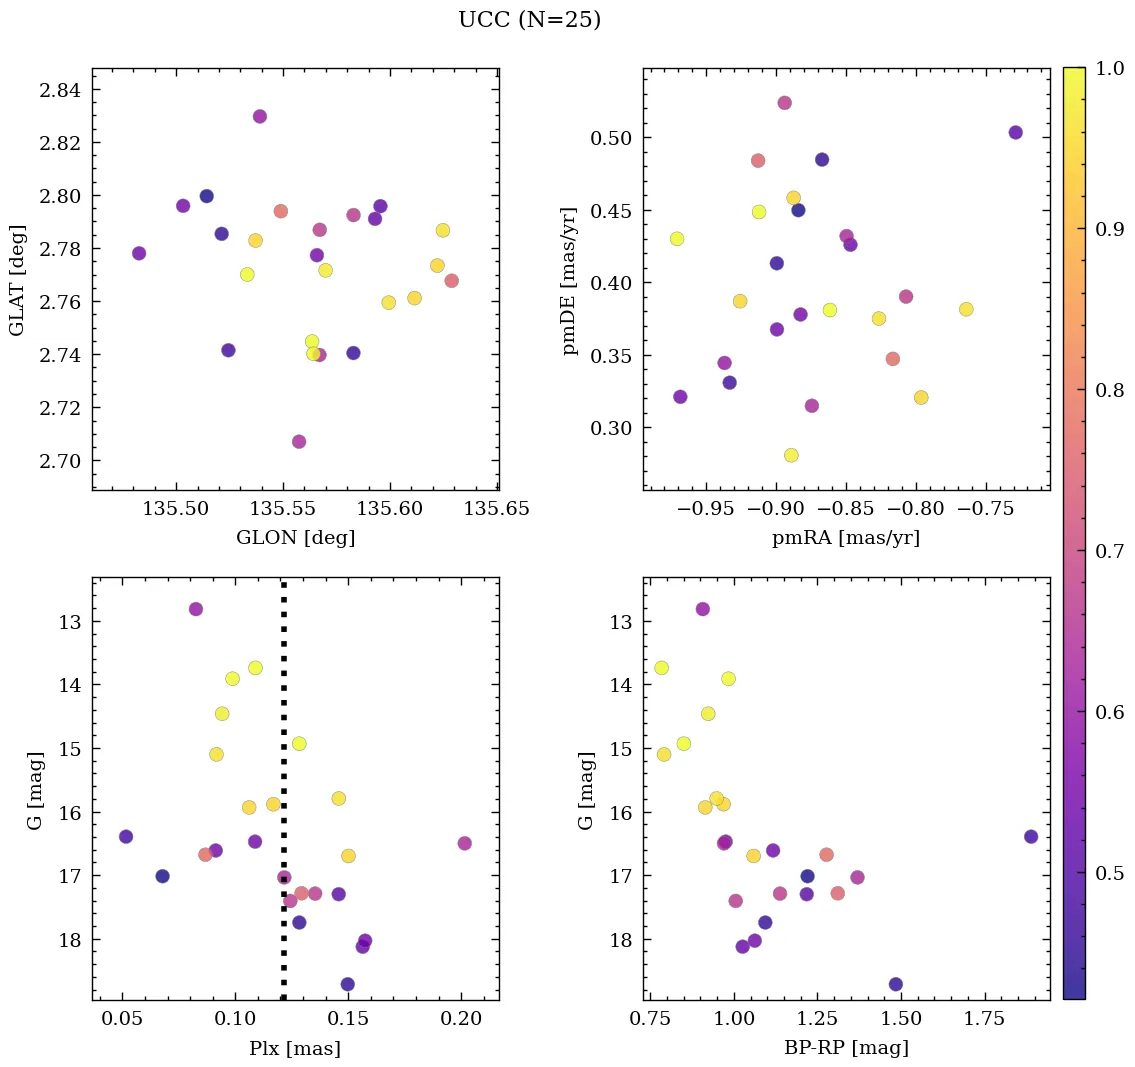 UCC (N=25)
2.84
2.82
2.80
2.78
2.76
2.74
2.72
2.70
GLAT [deg]
135.50 135.55 135.60 135.65
GLON [deg]
0.50
0.45
0.40
0.35
0.30
pmDE [mas/yr]
−0.95 −0.90 −0.85 −0.80 −0.75
pmRA [mas/yr]
1.0
0.9
0.8
0.7
0.6
0.5
13
14
15
16
17
18
G [mag]
0.05 0.10 0.15 0.20
Plx [mas]
13
14
15
16
17
18
G [mag]
0.75 1.00 1.25 1.50 1.75
BP-RP [mag]